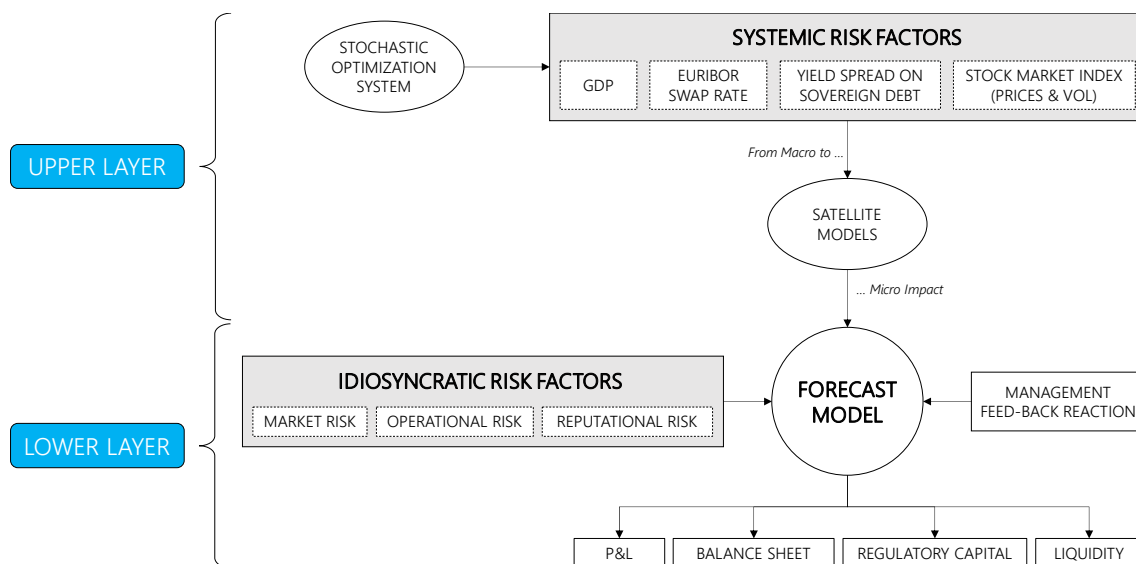 STOCHASTIC
OPTIMIZATION
SYSTEM
SYSTEMIC RISK FACTORS
GDP
EURIBOR
SWAP RATE
YIELD SPREAD ON
SOVEREIGN DEBT
STOCK MARKET INDEX
(PRICES & VOL)
UPPER LAYER
From Macro to ...
SATELLITE
MODELS
... Micro Impact
IDIOSYNCRATIC RISK FACTORS
MARKET RISK
OPERATIONAL RISK
REPUTATIONAL RISK
FORECAST
MODEL
MANAGEMENT
FEED-BACK REACTION
LOWER LAYER
P&L
BALANCE SHEET
REGULATORY CAPITAL
LIQUIDITY